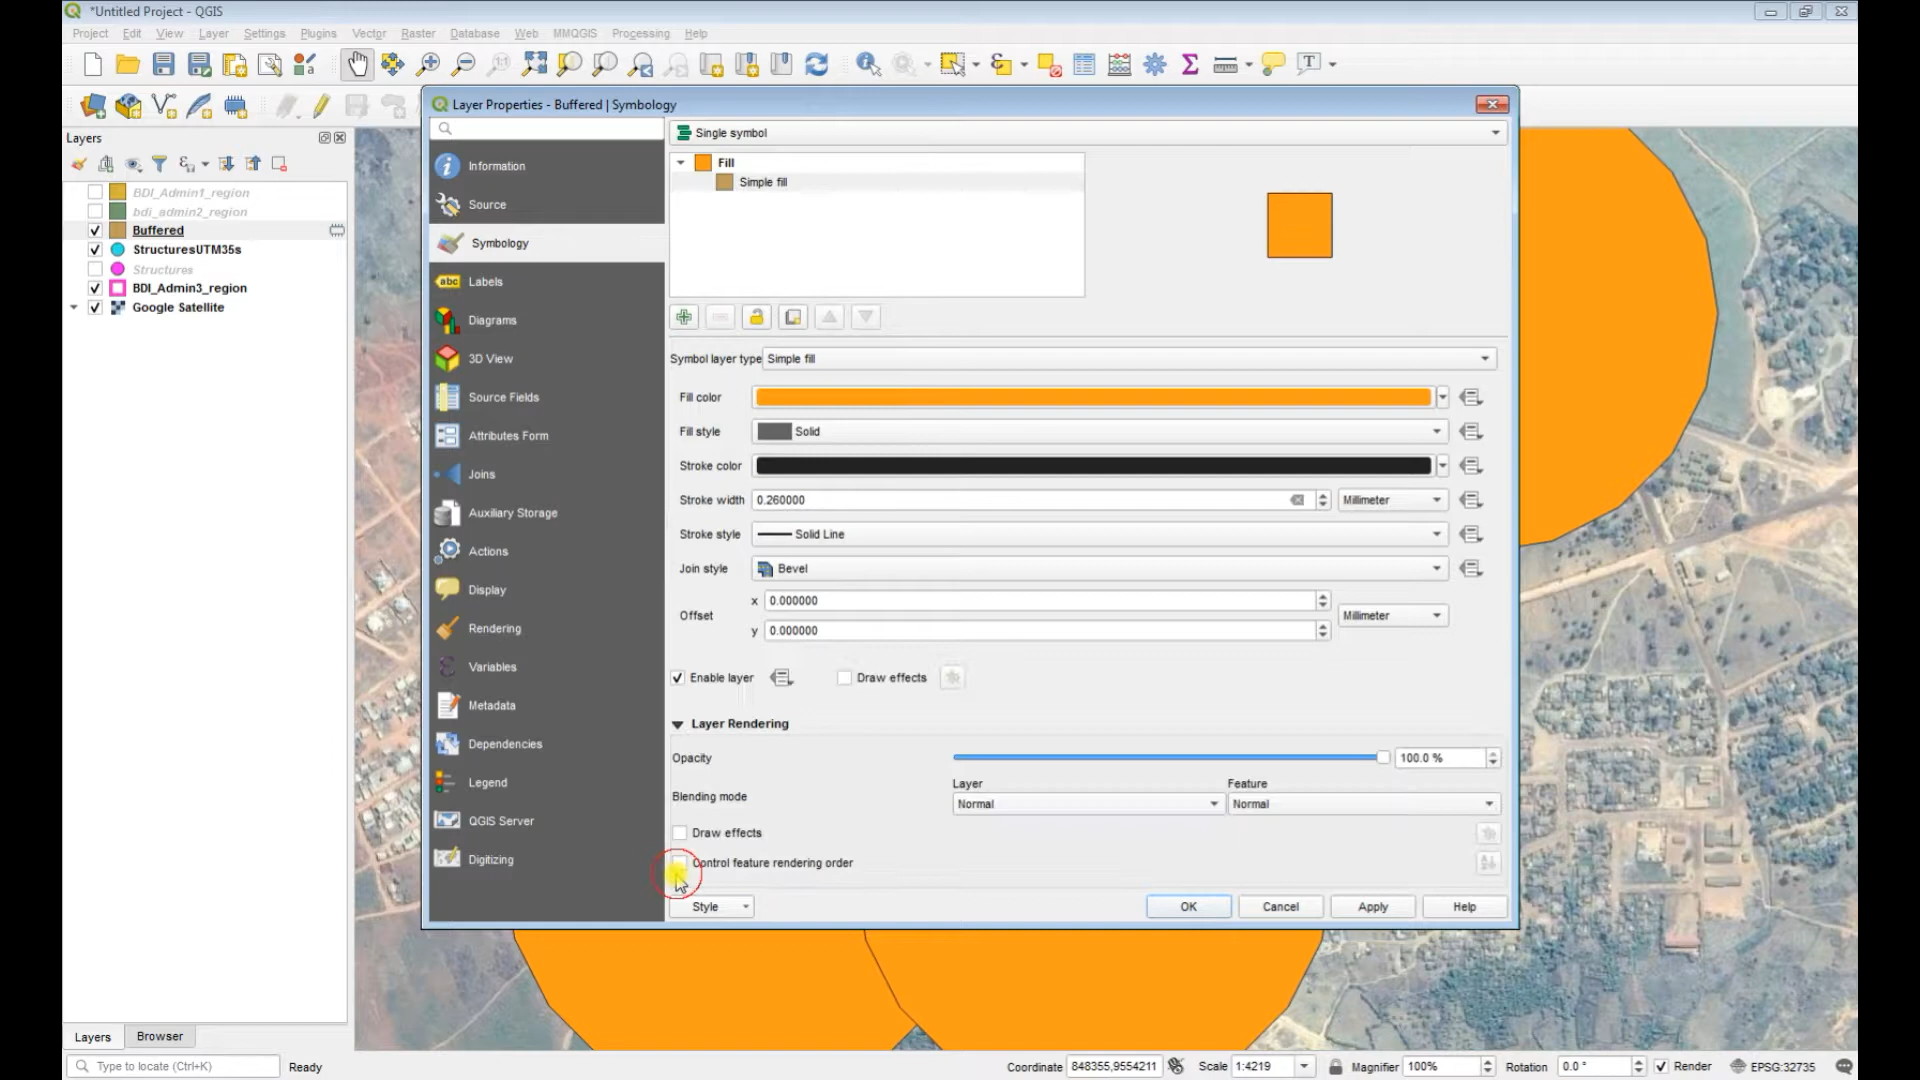 *Untitled Project - QGIS
Project Edit View Layer Settings Plugins Vector Raster Database Web MMQGIS Processing Help
Layers
BDI_Admin1_region
bdi_admin2_region
Buffered
StructuresUTM35s
Structures
BDI_Admin3_region
Google Satellite
Layers Browser
Type to locate (Ctrl+K)
Ready
Layer Properties - Buffered | Symbology
Information
Source
Symbology
Labels
Diagrams
3D View
Source Fields
Attributes Form
Joins
Auxiliary Storage
Actions
Display
Rendering
Variables
Metadata
Dependencies
Legend
QGIS Server
Digitizing
Single symbol
Fill
Simple fill
Symbol layer type Simple fill
Fill color
Fill style Solid
Stroke color
Stroke width 0.260000 Millimeter
Stroke style Solid Line
Join style Bevel
Offset x 0.000000 Millimeter
y 0.000000
Enable layer Draw effects
Layer Rendering
Opacity 100.0 %
Layer Feature
Blending mode Normal Normal
Draw effects
Control feature rendering order
Style OK Cancel Apply Help
Coordinate 848355,9554211 Scale 1:4219 Magnifier 100% Rotation 0.0 ° Render EPSG:32735